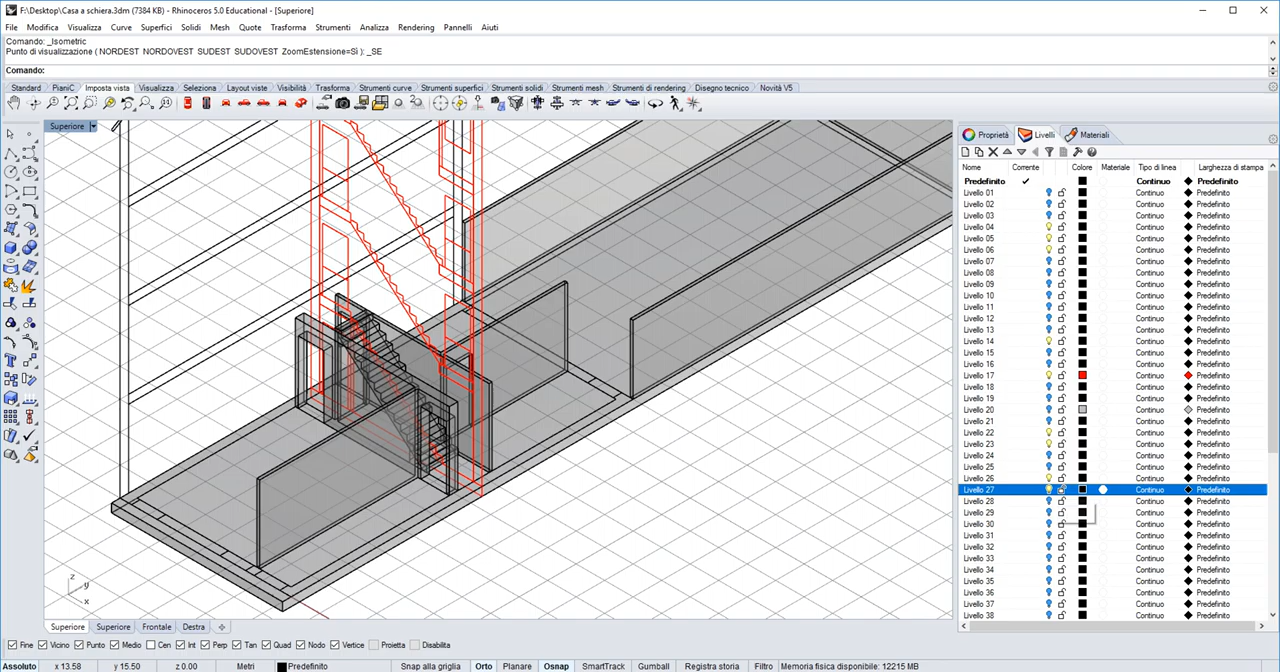 F:\Desktop\Casa a schiera.3dm (7384 KB) - Rhinoceros 5.0 Educational - [Superiore]
File Modifica Visualizza Curve Superfici Solidi Mesh Quote Trasforma Strumenti Analizza Rendering Pannelli Aiuti
Comando: _Isometric
Punto di visualizzazione ( NORDEST NORDOVEST SUDEST SUDOVEST ZoomEstensione=Sì ): _SE
Comando:
Standard PianiC Imposta vista Visualizza Seleziona Layout viste Visibilità Trasforma Strumenti curve Strumenti superfici Strumenti solidi Strumenti mesh Strumenti di rendering Disegno tecnico Novità V5
Superiore
Proprietà Livelli Materiali
Nome Corrente Colore Materiale Tipo di linea Larghezza di stampa
Predefinito Continuo Predefinito
Livello 01 Continuo Predefinito
Livello 02 Continuo Predefinito
Livello 03 Continuo Predefinito
Livello 04 Continuo Predefinito
Livello 05 Continuo Predefinito
Livello 06 Continuo Predefinito
Livello 07 Continuo Predefinito
Livello 08 Continuo Predefinito
Livello 09 Continuo Predefinito
Livello 10 Continuo Predefinito
Livello 11 Continuo Predefinito
Livello 12 Continuo Predefinito
Livello 13 Continuo Predefinito
Livello 14 Continuo Predefinito
Livello 15 Continuo Predefinito
Livello 16 Continuo Predefinito
Livello 17 Continuo Predefinito
Livello 18 Continuo Predefinito
Livello 19 Continuo Predefinito
Livello 20 Continuo Predefinito
Livello 21 Continuo Predefinito
Livello 22 Continuo Predefinito
Livello 23 Continuo Predefinito
Livello 24 Continuo Predefinito
Livello 25 Continuo Predefinito
Livello 26 Continuo Predefinito
Livello 27 Continuo Predefinito
Livello 28 Continuo Predefinito
Livello 29 Continuo Predefinito
Livello 30 Continuo Predefinito
Livello 31 Continuo Predefinito
Livello 32 Continuo Predefinito
Livello 33 Continuo Predefinito
Livello 34 Continuo Predefinito
Livello 35 Continuo Predefinito
Livello 36 Continuo Predefinito
Livello 37 Continuo Predefinito
Livello 38 Continuo Predefinito
z
y
x
Superiore Superiore Frontale Destra
Fine Vicino Punto Medio Cen Int Perp Tan Quad Nodo Vertice Proietta Disabilita
Assoluto x 13.58 y 15.50 z 0.00 Metri Predefinito Snap alla griglia Orto Planare Osnap SmartTrack Gumball Registra storia Filtro Memoria fisica disponibile: 12215 MB